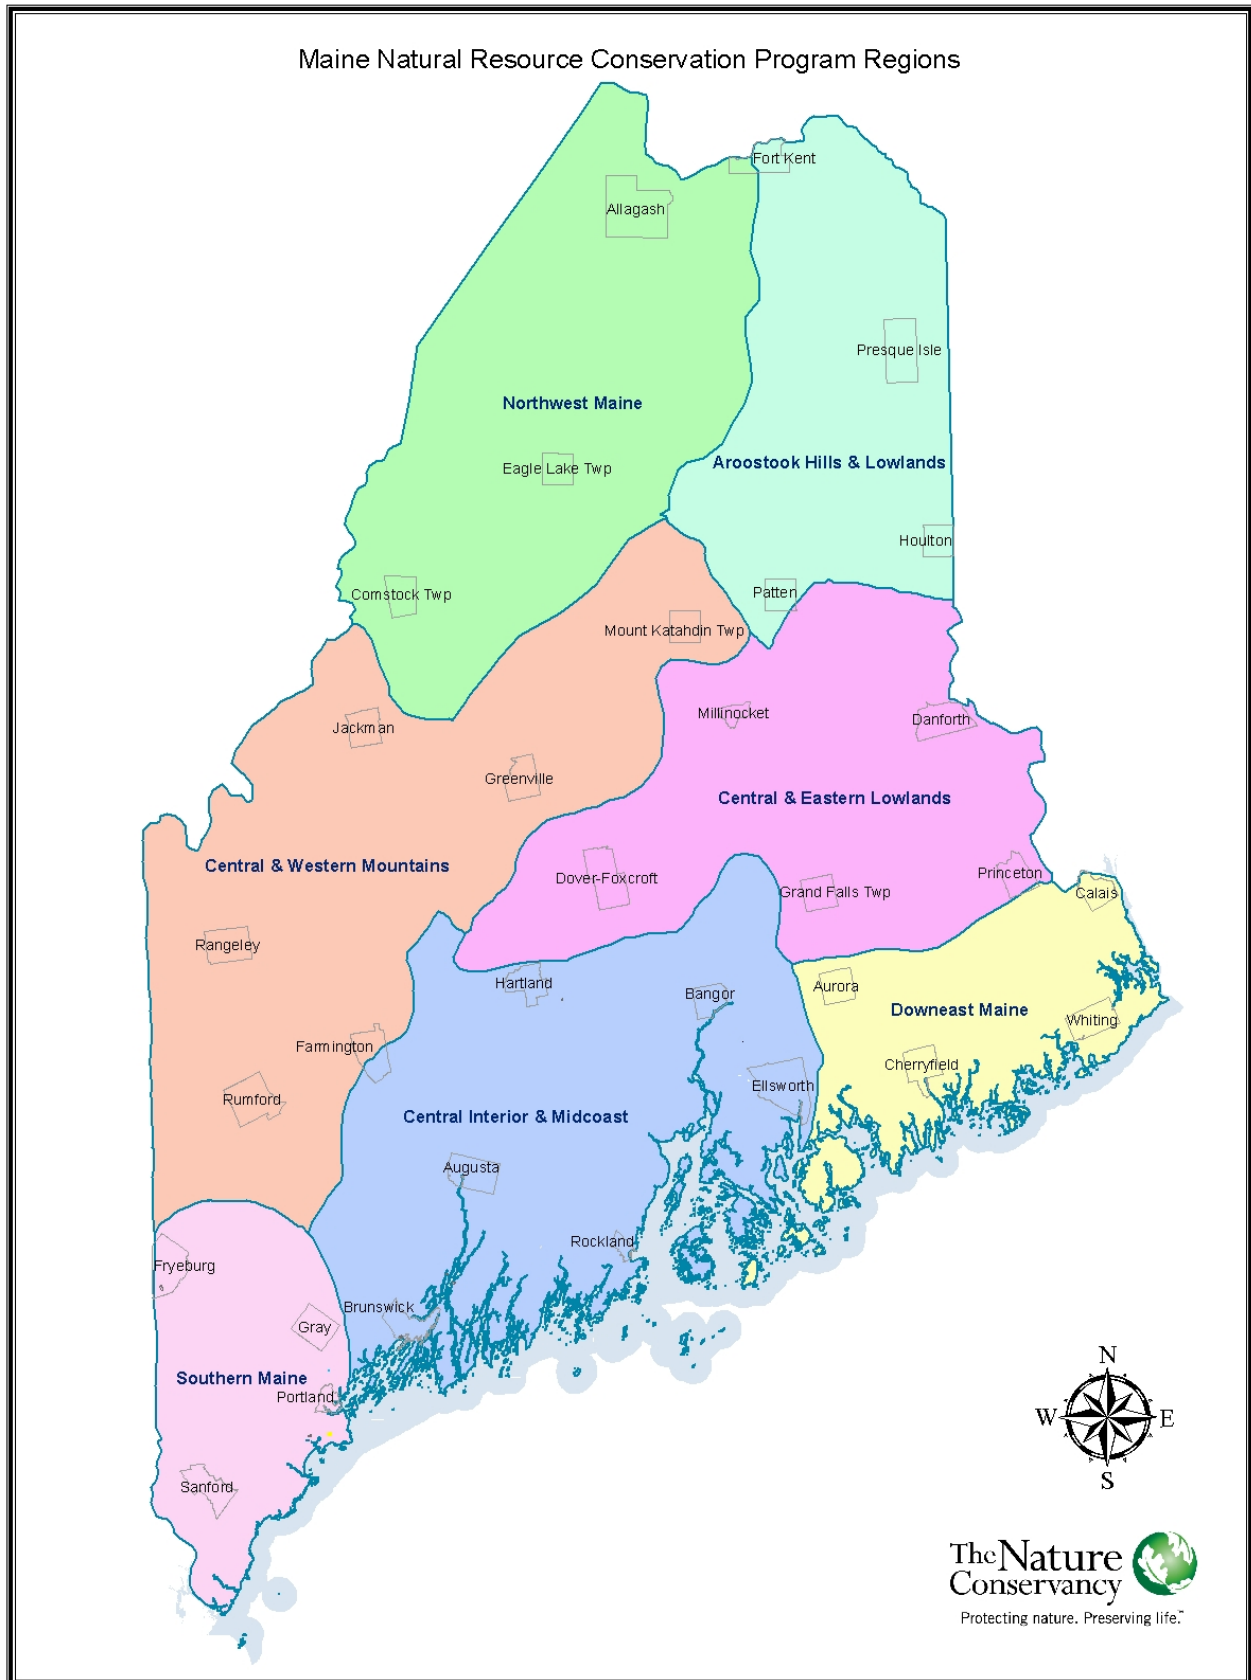 Maine Natural Resource Conservation Program Regions
Fort Kent
Allagash
Presque Isle
Northwest Maine
Aroostook Hills & Lowlands
Eagle Lake Twp
Houlton
Comstock Twp
Patten
Mount Katahdin Twp
Millinocket
Danforth
Jackman
Greenville
Central & Eastern Lowlands
Central & Western Mountains
Dover-Foxcroft
Princeton
Grand Falls Twp
Calais
Rangeley
Hartland
Aurora
Bangor
Downeast Maine
Whiting
Farmington
Cherryfield
Ellsworth
Rumford
Central Interior & Midcoast
Augusta
Rockland
Fryeburg
Brunswick
Gray
Southern Maine
Portland
Sanford
N
W E
S
The Nature
Conservancy
Protecting nature. Preserving life.™